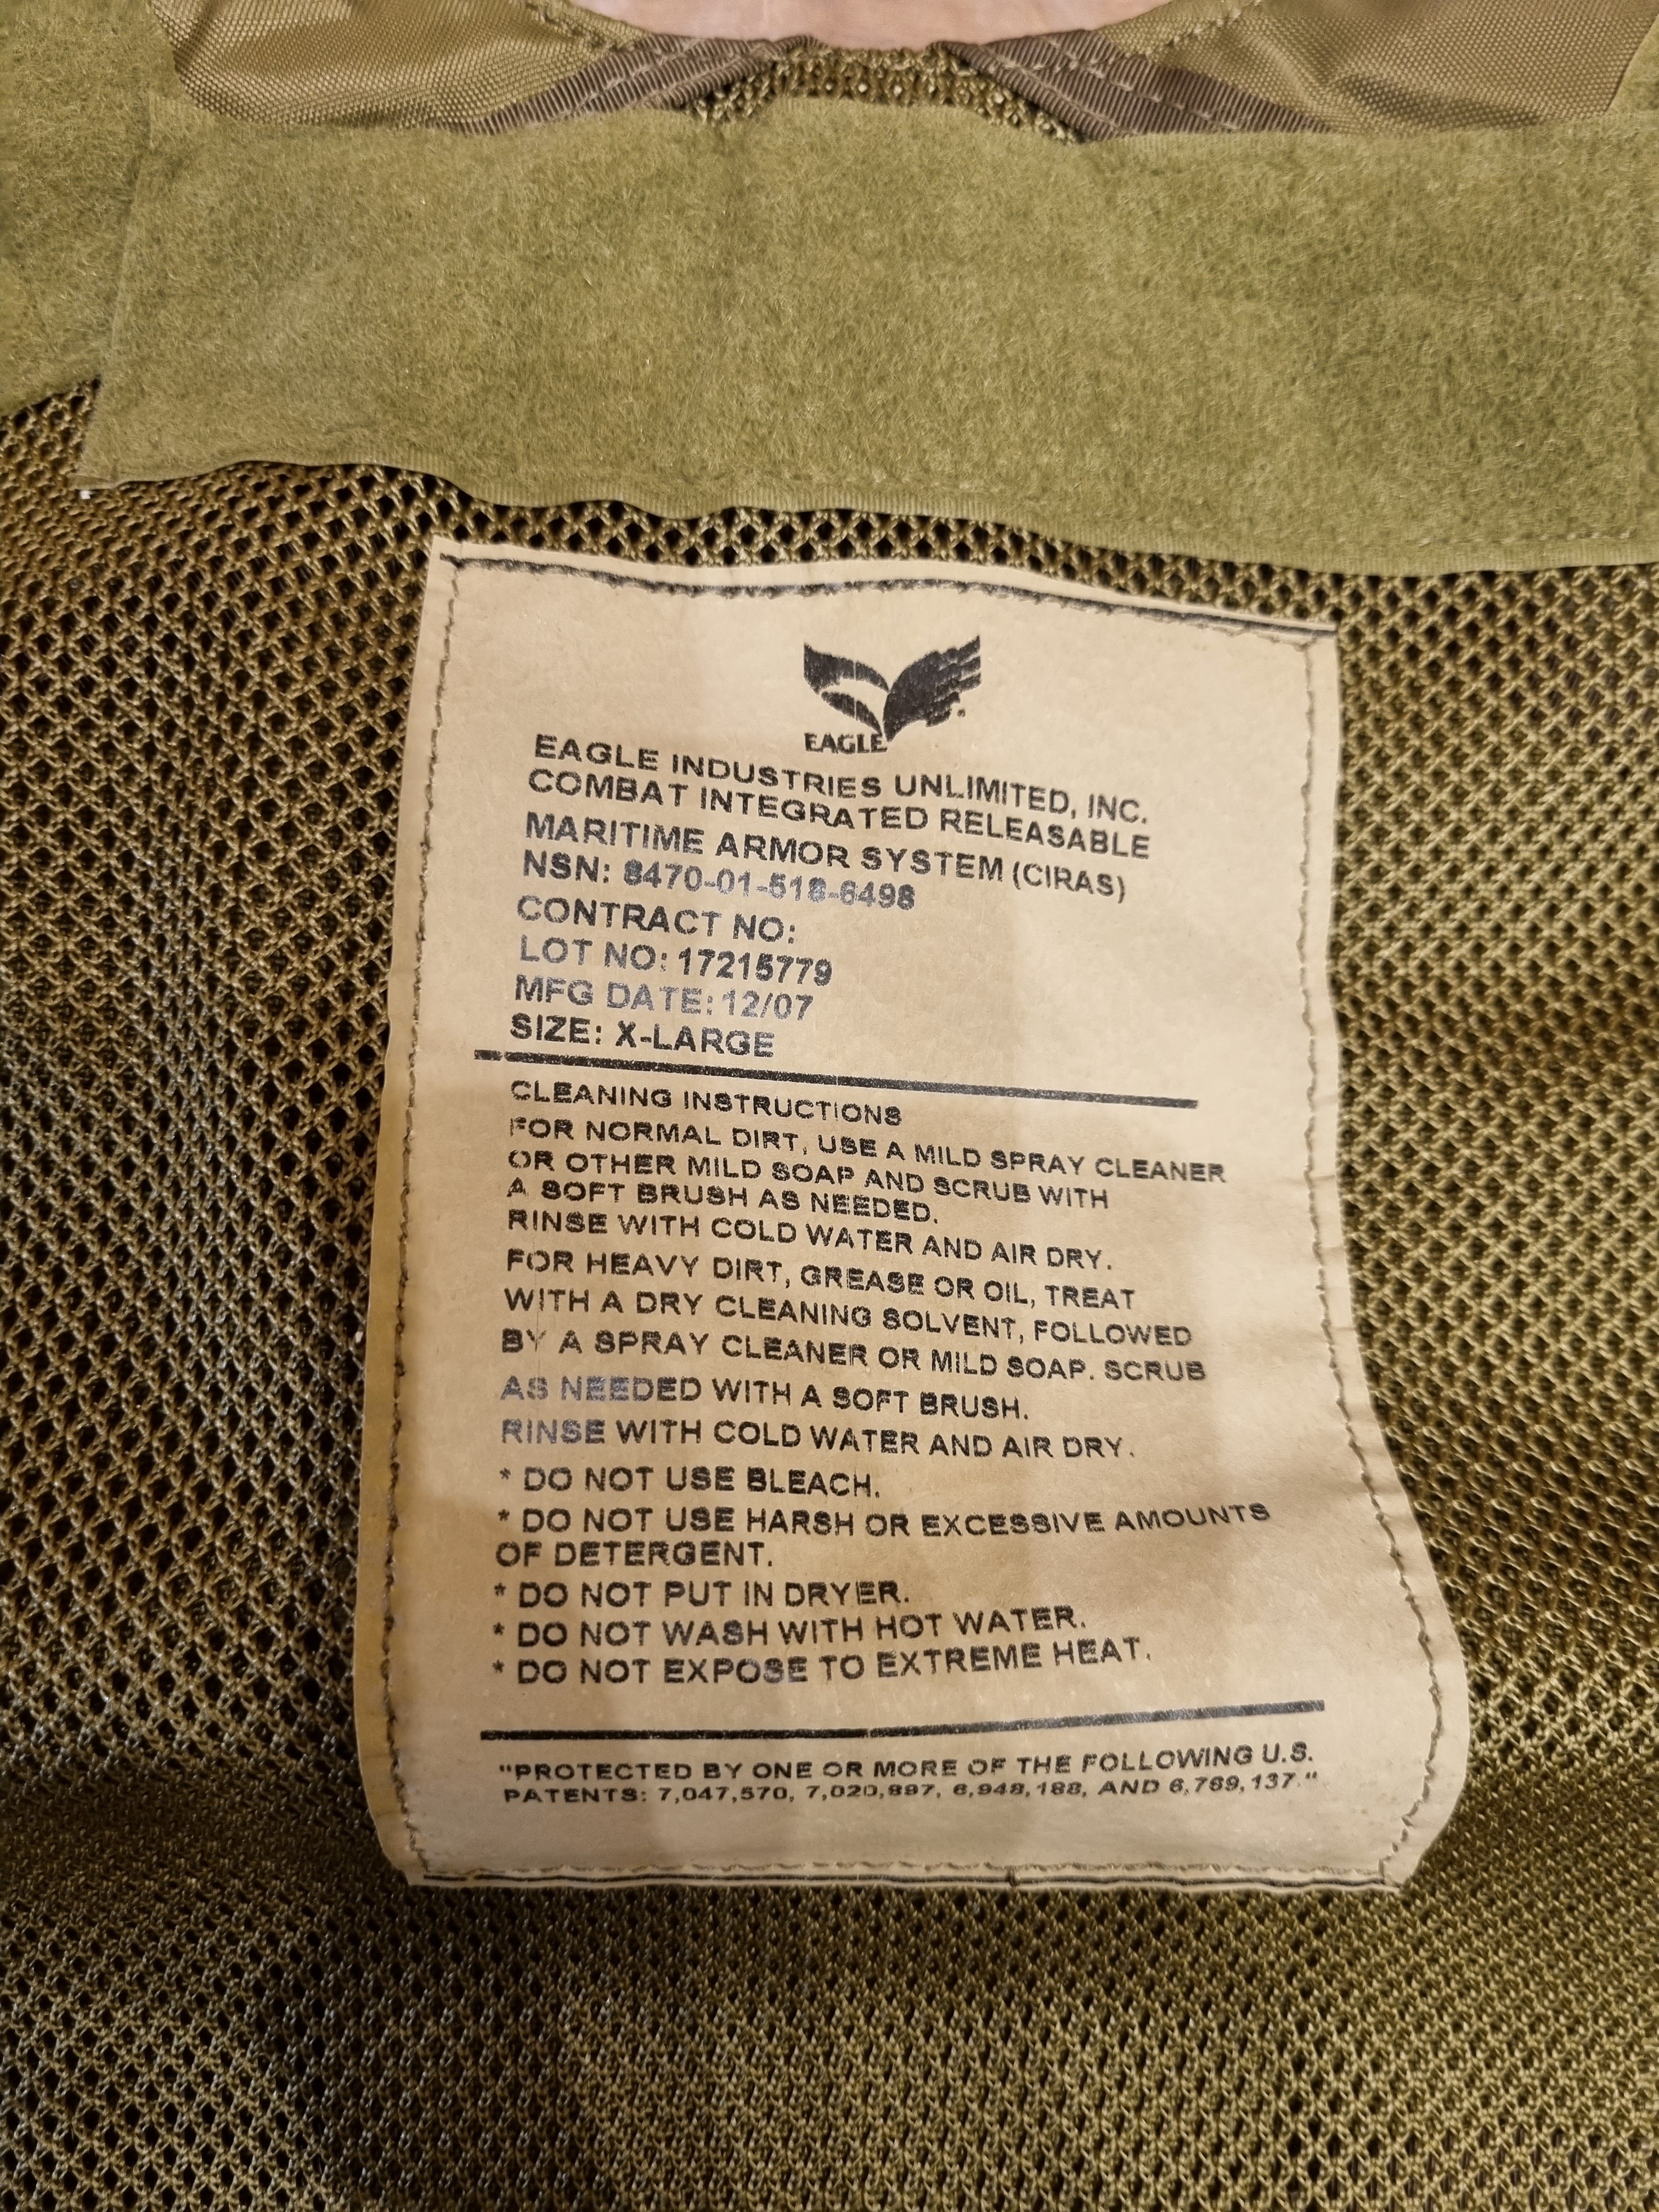 EAGLE
EAGLE INDUSTRIES UNLIMITED, INC.
COMBAT INTEGRATED RELEASABLE
MARITIME ARMOR SYSTEM (CIRAS)
NSN: 8470-01-518-6498
CONTRACT NO:
LOT NO: 17215779
MFG DATE: 12/07
SIZE: X-LARGE
CLEANING INSTRUCTIONS
FOR NORMAL DIRT, USE A MILD SPRAY CLEANER
OR OTHER MILD SOAP AND SCRUB WITH
A SOFT BRUSH AS NEEDED.
RINSE WITH COLD WATER AND AIR DRY.
FOR HEAVY DIRT, GREASE OR OIL, TREAT
WITH A DRY CLEANING SOLVENT, FOLLOWED
BY A SPRAY CLEANER OR MILD SOAP. SCRUB
AS NEEDED WITH A SOFT BRUSH.
RINSE WITH COLD WATER AND AIR DRY.
* DO NOT USE BLEACH.
* DO NOT USE HARSH OR EXCESSIVE AMOUNTS
OF DETERGENT.
* DO NOT PUT IN DRYER.
* DO NOT WASH WITH HOT WATER.
* DO NOT EXPOSE TO EXTREME HEAT.
"PROTECTED BY ONE OR MORE OF THE FOLLOWING U.S.
PATENTS: 7,047,570, 7,020,897, 6,948,188, AND 6,769,137."